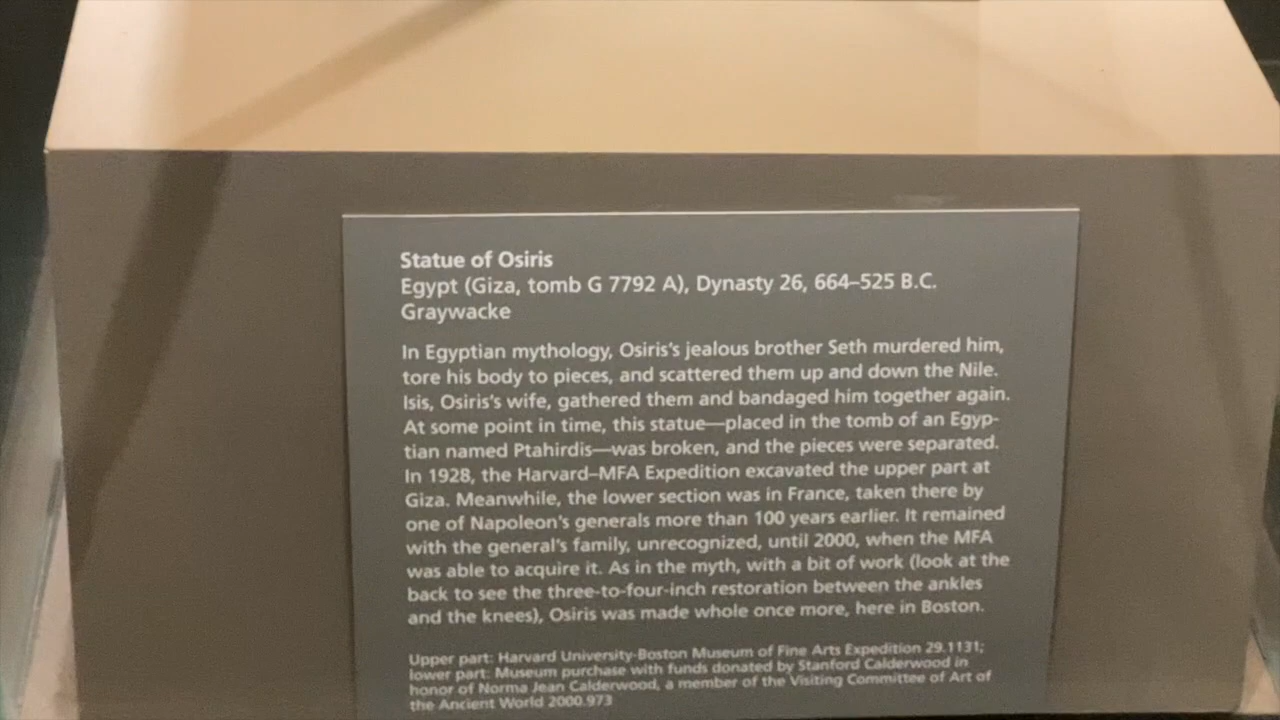 Statue of Osiris
Egypt (Giza, tomb G 7792 A), Dynasty 26, 664–525 B.C.
Graywacke
In Egyptian mythology, Osiris's jealous brother Seth murdered him,
tore his body to pieces, and scattered them up and down the Nile.
Isis, Osiris's wife, gathered them and bandaged him together again.
At some point in time, this statue—placed in the tomb of an Egyp-
tian named Ptahirdis—was broken, and the pieces were separated.
In 1928, the Harvard–MFA Expedition excavated the upper part at
Giza. Meanwhile, the lower section was in France, taken there by
one of Napoleon's generals more than 100 years earlier. It remained
with the general's family, unrecognized, until 2000, when the MFA
was able to acquire it. As in the myth, with a bit of work (look at the
back to see the three-to-four-inch restoration between the ankles
and the knees), Osiris was made whole once more, here in Boston.
Upper part: Harvard University-Boston Museum of Fine Arts Expedition 29.1131;
lower part: Museum purchase with funds donated by Stanford Calderwood in
honor of Norma Jean Calderwood, a member of the Visiting Committee of Art of
the Ancient World 2000.973